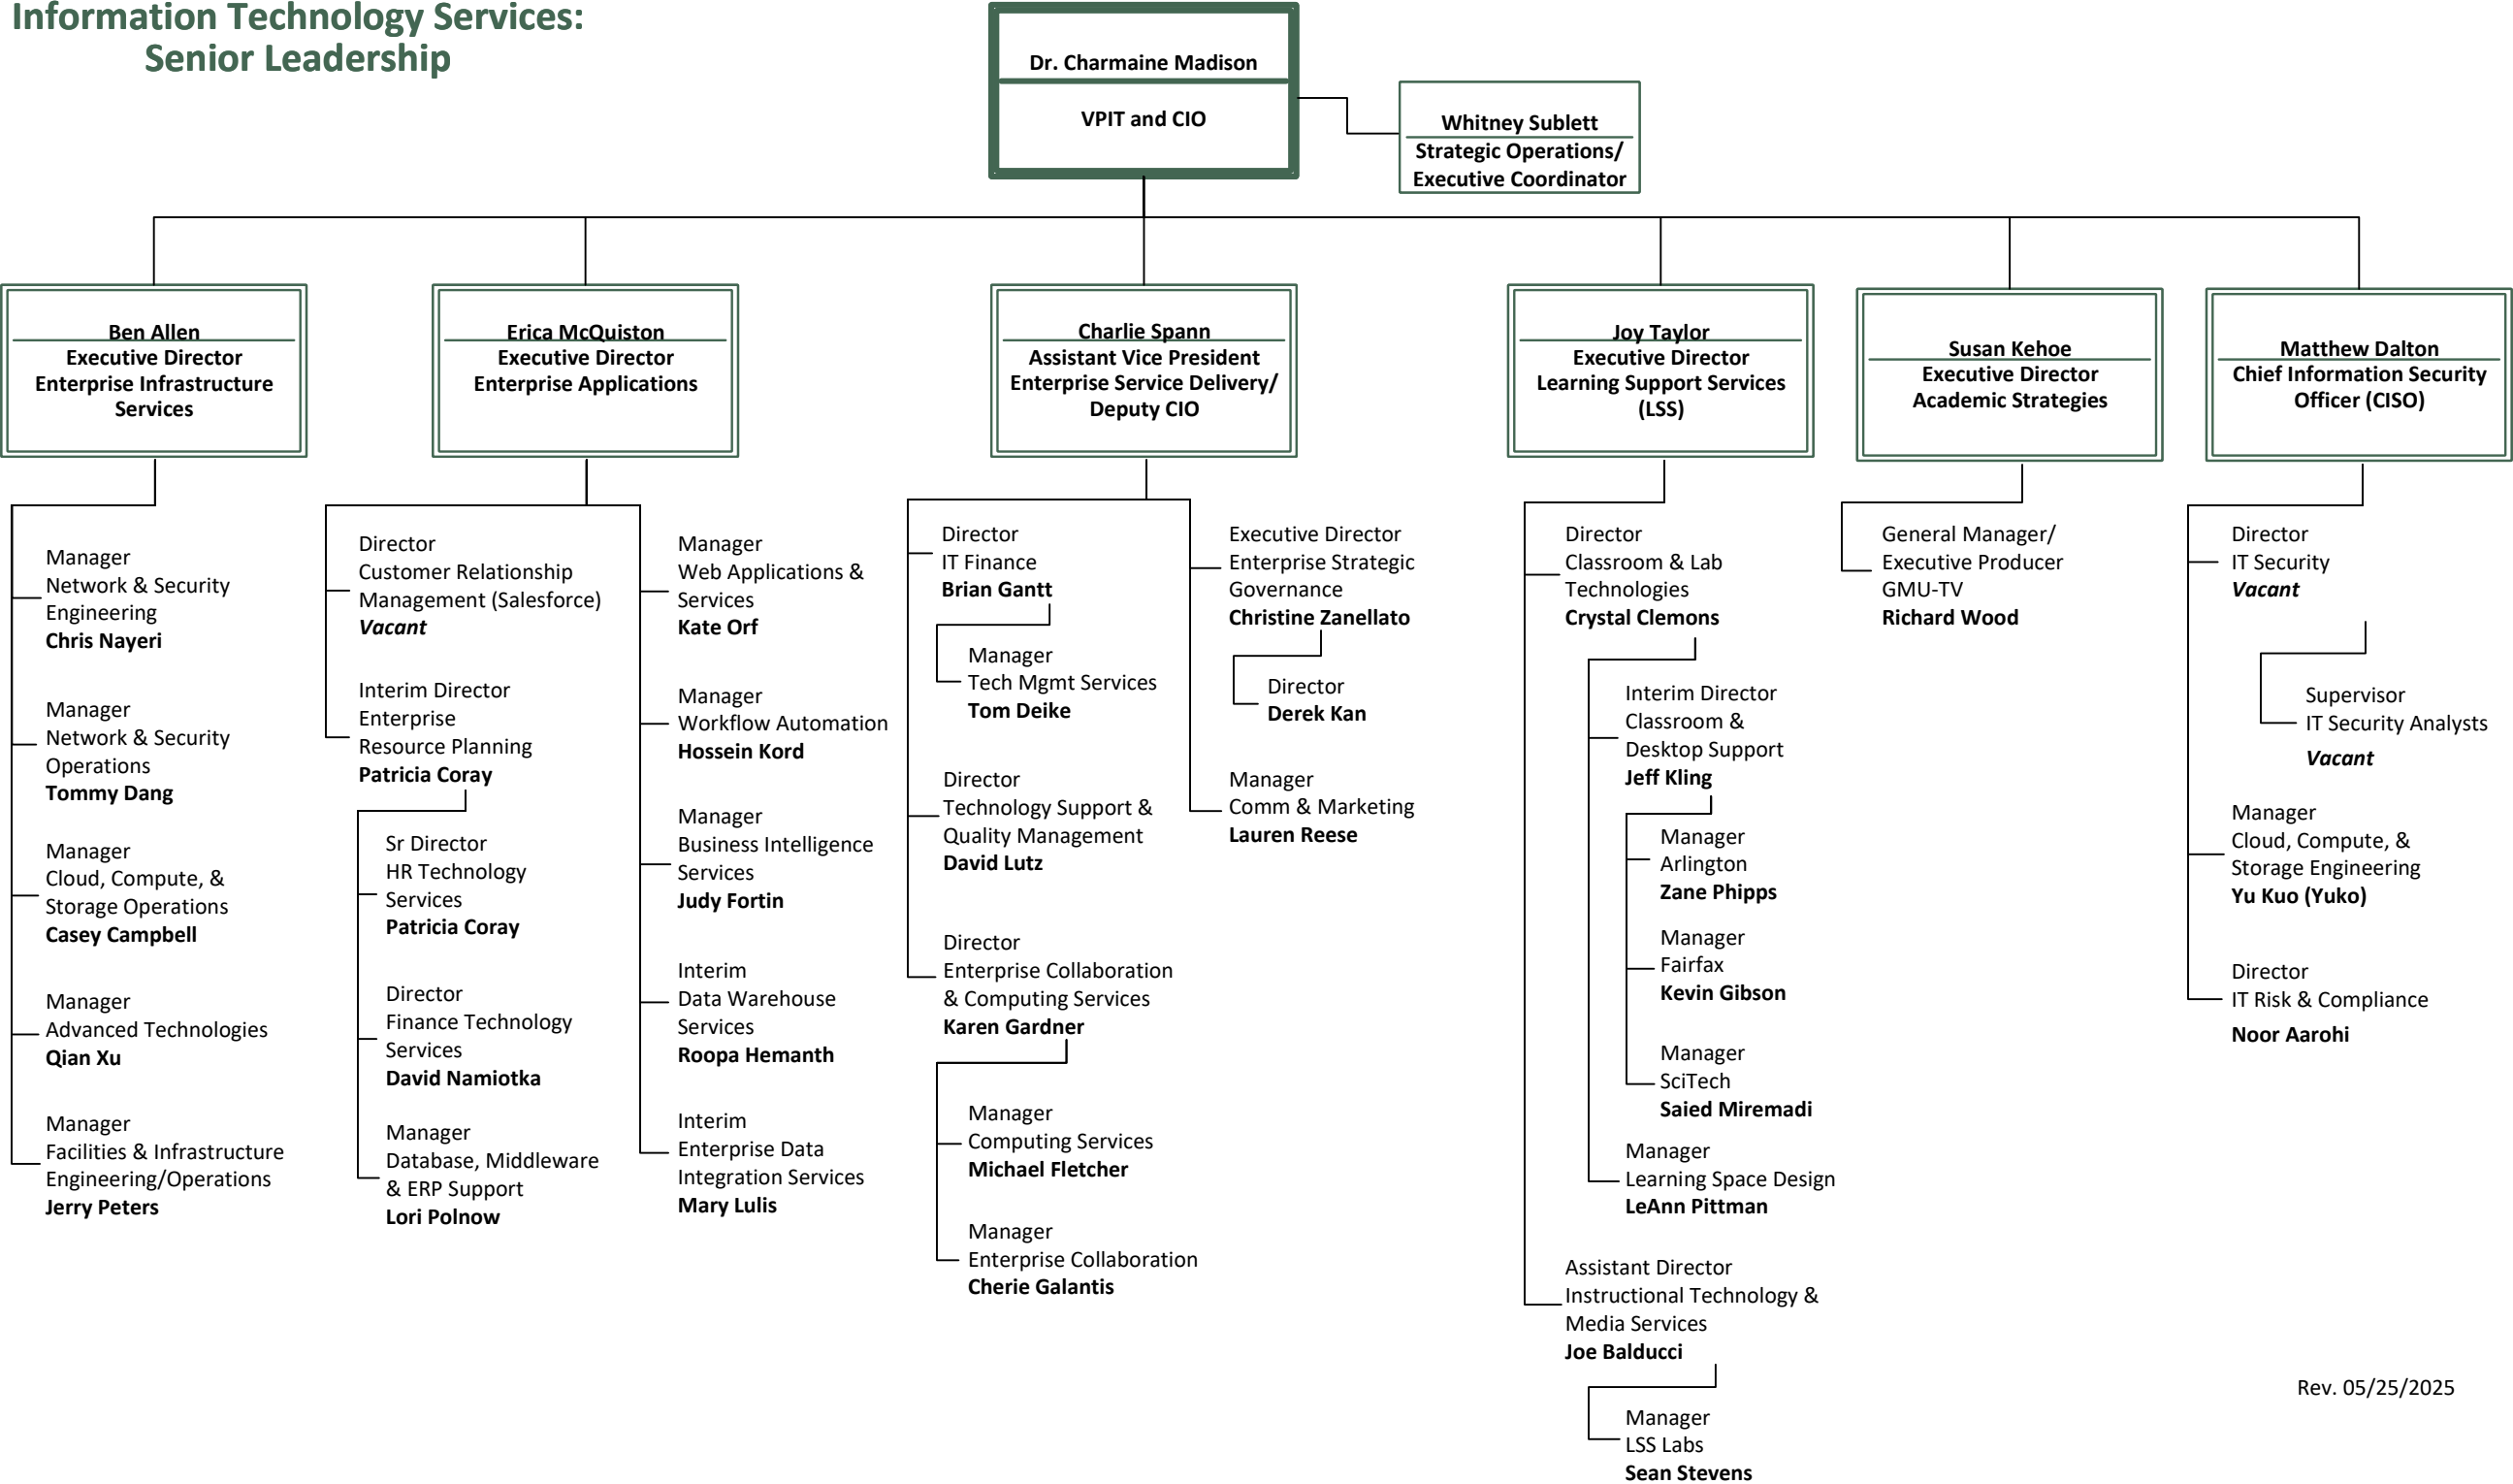 Information Technology Services:
Senior Leadership
Dr. Charmaine Madison
VPIT and CIO
Whitney Sublett
Strategic Operations/
Executive Coordinator
Ben Allen
Executive Director
Enterprise Infrastructure
Services
Erica McQuiston
Executive Director
Enterprise Applications
Charlie Spann
Assistant Vice President
Enterprise Service Delivery/
Deputy CIO
Joy Taylor
Executive Director
Learning Support Services
(LSS)
Susan Kehoe
Executive Director
Academic Strategies
Matthew Dalton
Chief Information Security
Officer (CISO)
Manager
Network & Security
Engineering
Chris Nayeri
Manager
Network & Security
Operations
Tommy Dang
Manager
Cloud, Compute, &
Storage Operations
Casey Campbell
Manager
Advanced Technologies
Qian Xu
Manager
Facilities & Infrastructure
Engineering/Operations
Jerry Peters
Director
Customer Relationship
Management (Salesforce)
Vacant
Interim Director
Enterprise
Resource Planning
Patricia Coray
Sr Director
HR Technology
Services
Patricia Coray
Director
Finance Technology
Services
David Namiotka
Manager
Database, Middleware
& ERP Support
Lori Polnow
Manager
Web Applications &
Services
Kate Orf
Manager
Workflow Automation
Hossein Kord
Manager
Business Intelligence
Services
Judy Fortin
Interim
Data Warehouse
Services
Roopa Hemanth
Interim
Enterprise Data
Integration Services
Mary Lulis
Director
IT Finance
Brian Gantt
Manager
Tech Mgmt Services
Tom Deike
Director
Technology Support &
Quality Management
David Lutz
Director
Enterprise Collaboration
& Computing Services
Karen Gardner
Manager
Computing Services
Michael Fletcher
Manager
Enterprise Collaboration
Cherie Galantis
Executive Director
Enterprise Strategic
Governance
Christine Zanellato
Director
Derek Kan
Manager
Comm & Marketing
Lauren Reese
Director
Classroom & Lab
Technologies
Crystal Clemons
Interim Director
Classroom &
Desktop Support
Jeff Kling
Manager
Arlington
Zane Phipps
Manager
Fairfax
Kevin Gibson
Manager
SciTech
Saied Miremadi
Manager
Learning Space Design
LeAnn Pittman
Assistant Director
Instructional Technology &
Media Services
Joe Balducci
Manager
LSS Labs
Sean Stevens
General Manager/
Executive Producer
GMU-TV
Richard Wood
Director
IT Security
Vacant
Supervisor
IT Security Analysts
Vacant
Manager
Cloud, Compute, &
Storage Engineering
Yu Kuo (Yuko)
Director
IT Risk & Compliance
Noor Aarohi
Rev. 05/25/2025